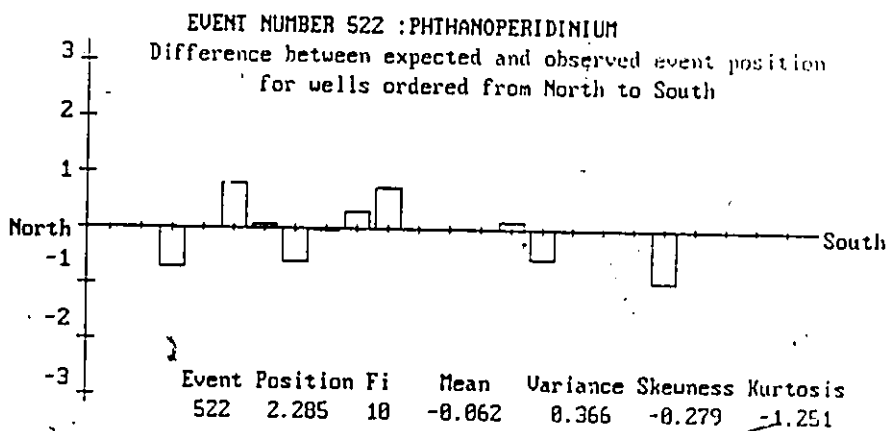 EVENT NUMBER 522 :PHTHANOPERIDINIUM
Difference between expected and observed event position
for wells ordered from North to South
3
2
1
North
South
-1
-2
-3
Event Position Fi Mean Variance Skewness Kurtosis
522 2.285 10 -0.062 0.366 -0.279 -1.251